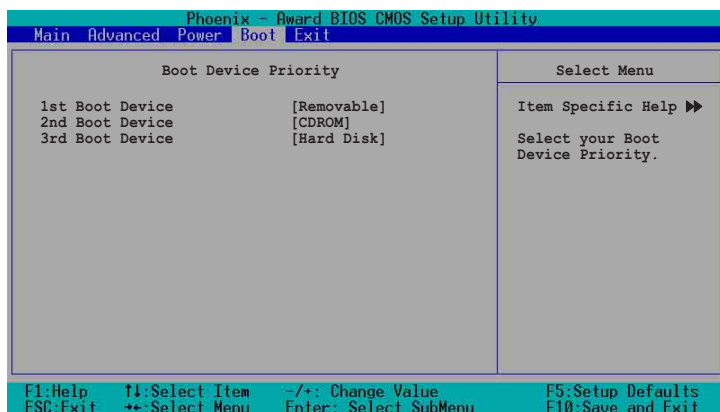 Phoenix - Award BIOS CMOS Setup Utility
Main Advanced Power Boot Exit
Boot Device Priority
Select Menu
1st Boot Device [Removable]
2nd Boot Device [CDROM]
3rd Boot Device [Hard Disk]
Item Specific Help ▶▶
Select your Boot
Device Priority.
F1:Help ↑↓:Select Item -/+: Change Value F5:Setup Defaults
ESC:Exit →←:Select Menu Enter: Select SubMenu F10:Save and Exit